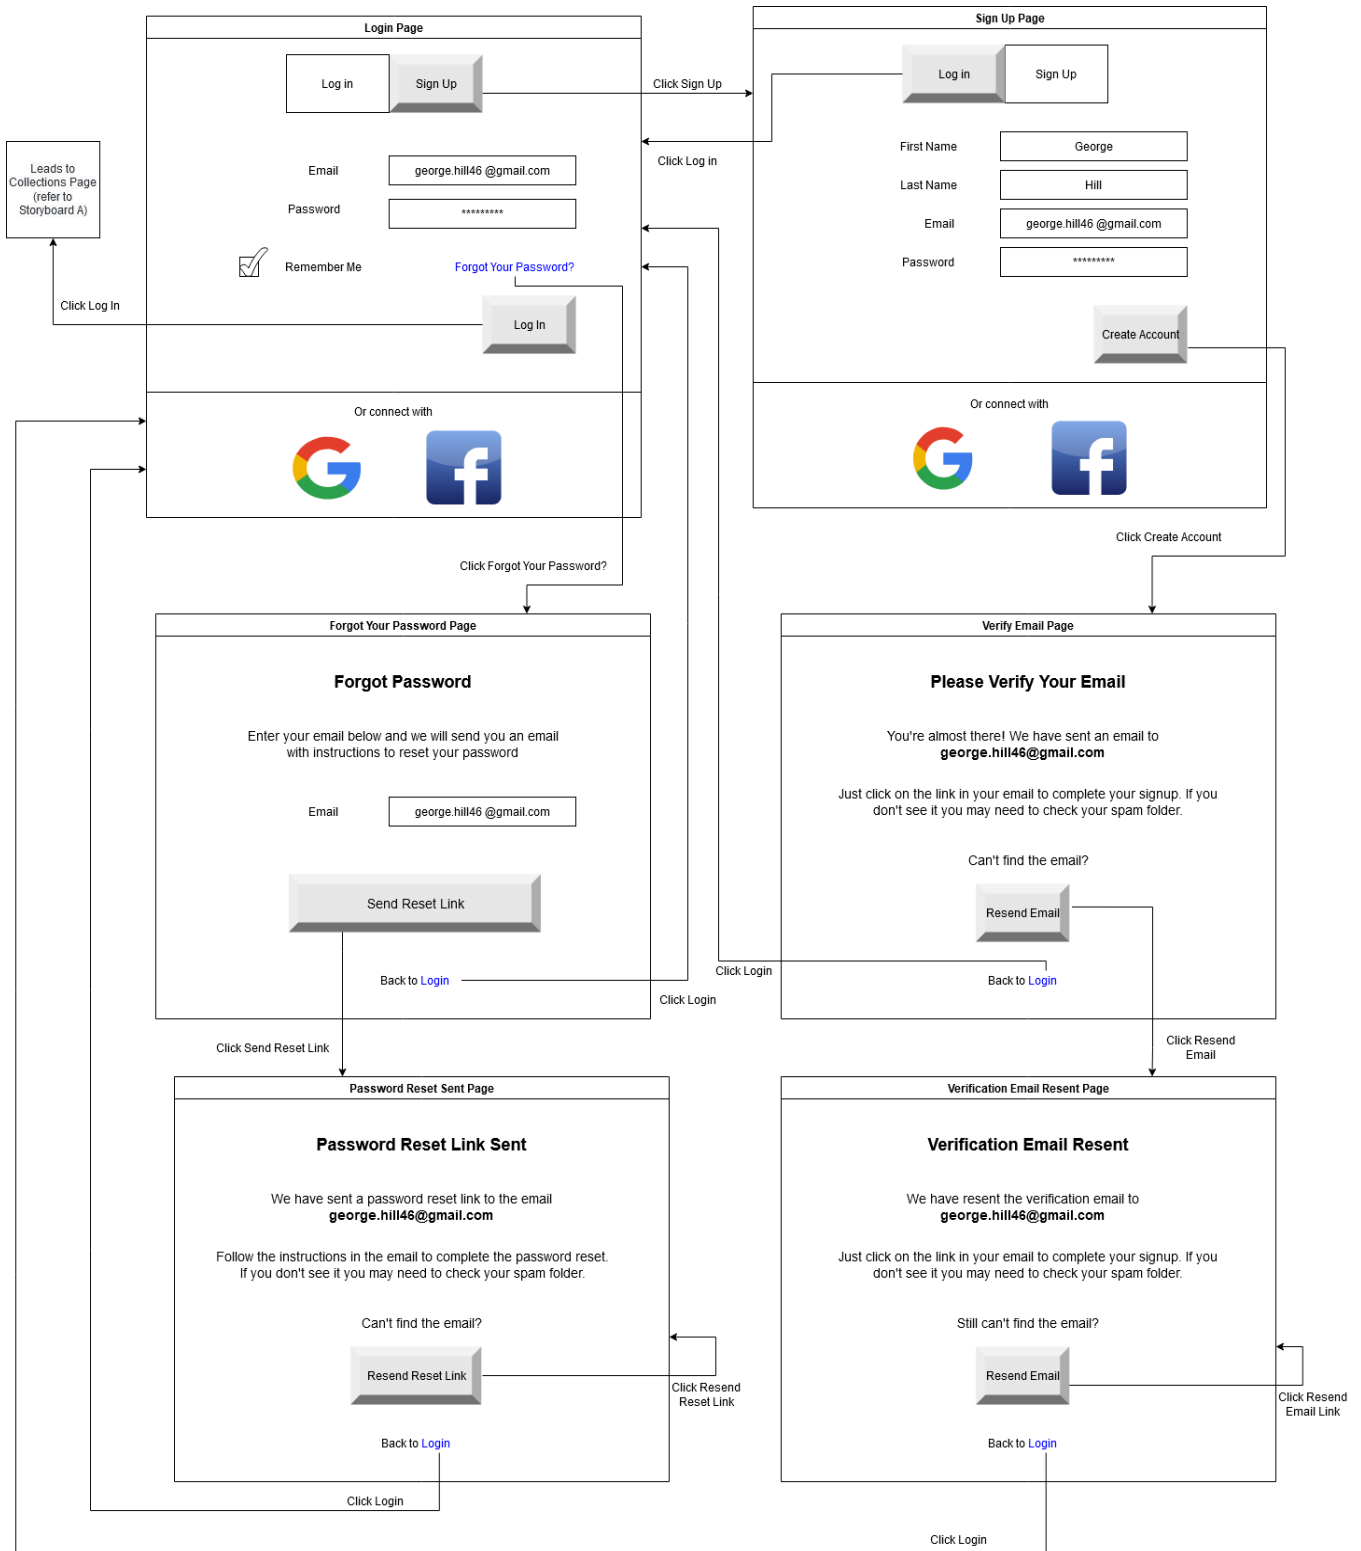 Login Page
Log in
Sign Up
Click Sign Up
Email
george.hill46 @gmail.com
Password
*********
Remember Me
Forgot Your Password?
Log In
Click Log In
Leads to
Collections Page
(refer to
Storyboard A)
Or connect with
Sign Up Page
Log in
Sign Up
Click Log in
First Name
George
Last Name
Hill
Email
george.hill46 @gmail.com
Password
*********
Create Account
Or connect with
Click Create Account
Click Forgot Your Password?
Forgot Your Password Page
Forgot Password
Enter your email below and we will send you an email
with instructions to reset your password
Email
george.hill46 @gmail.com
Send Reset Link
Back to Login
Click Login
Click Send Reset Link
Verify Email Page
Please Verify Your Email
You're almost there! We have sent an email to
george.hill46@gmail.com
Just click on the link in your email to complete your signup. If you
don't see it you may need to check your spam folder.
Can't find the email?
Resend Email
Back to Login
Click Login
Click Resend
Email
Password Reset Sent Page
Password Reset Link Sent
We have sent a password reset link to the email
george.hill46@gmail.com
Follow the instructions in the email to complete the password reset.
If you don't see it you may need to check your spam folder.
Can't find the email?
Resend Reset Link
Click Resend
Reset Link
Back to Login
Click Login
Verification Email Resent Page
Verification Email Resent
We have resent the verification email to
george.hill46@gmail.com
Just click on the link in your email to complete your signup. If you
don't see it you may need to check your spam folder.
Still can't find the email?
Resend Email
Click Resend
Email Link
Back to Login
Click Login